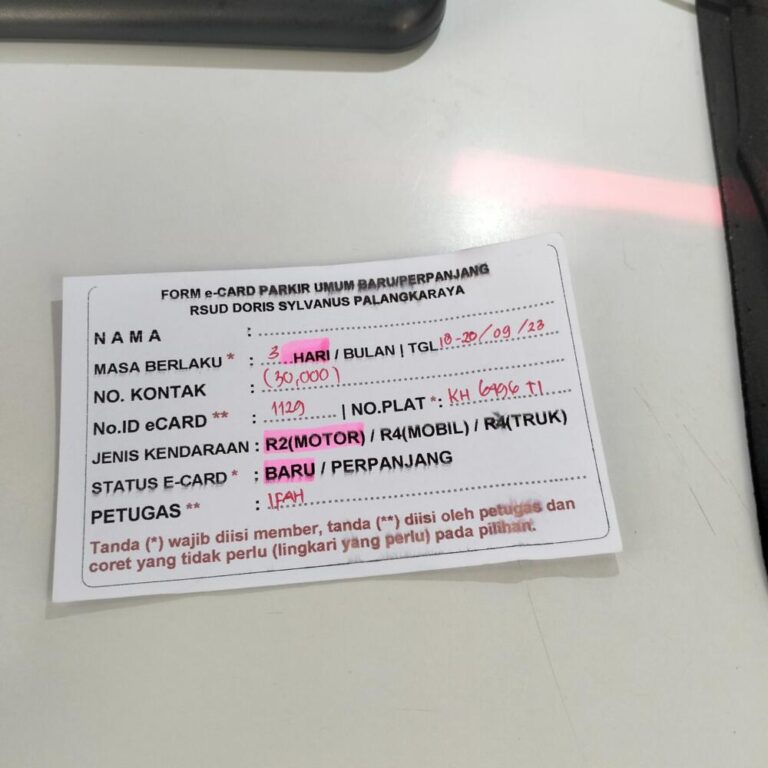 FORM e-CARD PARKIR UMUM BARU/PERPANJANG
RSUD DORIS SYLVANUS PALANGKARAYA
NAMA :
MASA BERLAKU * : 3 HARI / BULAN | TGL 18-20/09/23
NO. KONTAK : (30,000)
No.ID eCARD ** : 1129 | NO.PLAT *: KH 6496 TI
JENIS KENDARAAN : R2(MOTOR) / R4(MOBIL) / R4(TRUK)
STATUS E-CARD * : BARU / PERPANJANG
PETUGAS ** : IFAH
Tanda (*) wajib diisi member, tanda (**) diisi oleh petugas dan
coret yang tidak perlu (lingkari yang perlu) pada pilihan.